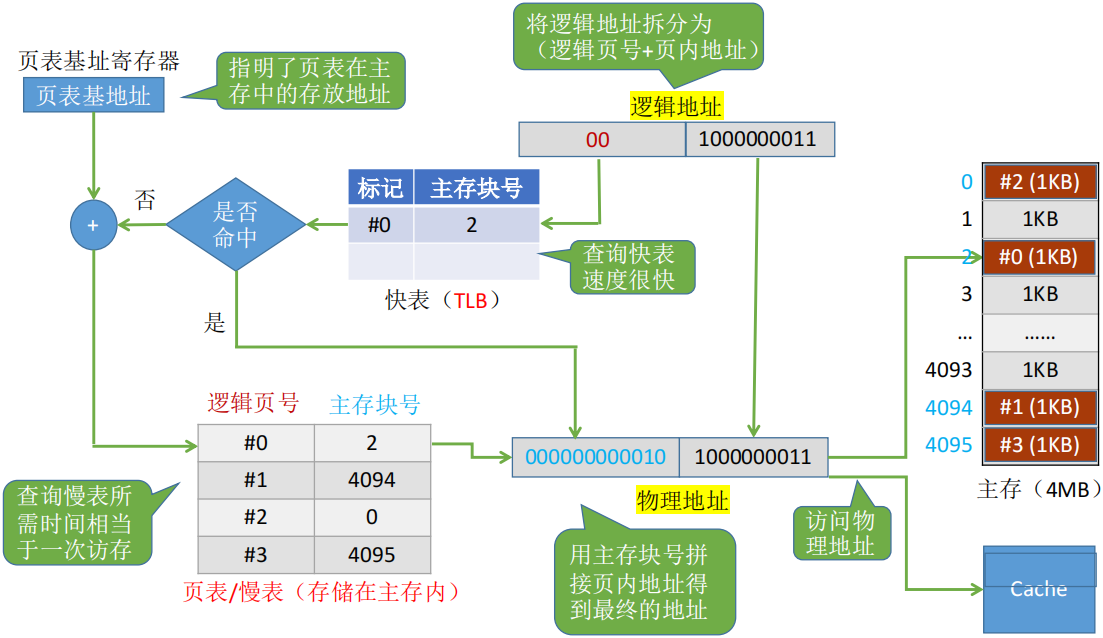 将逻辑地址拆分为
（逻辑页号+页内地址）
页表基址寄存器
页表基地址
指明了页表在主
存中的存放地址
逻辑地址
00 1000000011
标记 主存块号
#0 2
快表（TLB）
查询快表
速度很快
是否
命中
否
是
+
逻辑页号 主存块号
#0 2
#1 4094
#2 0
#3 4095
页表/慢表（存储在主存内）
查询慢表所
需时间相当
于一次访存
000000000010 1000000011
物理地址
用主存块号拼
接页内地址得
到最终的地址
访问物
理地址
0 #2 (1KB)
1 1KB
2 #0 (1KB)
3 1KB
... ......
4093 1KB
4094 #1 (1KB)
4095 #3 (1KB)
主存（4MB）
Cache